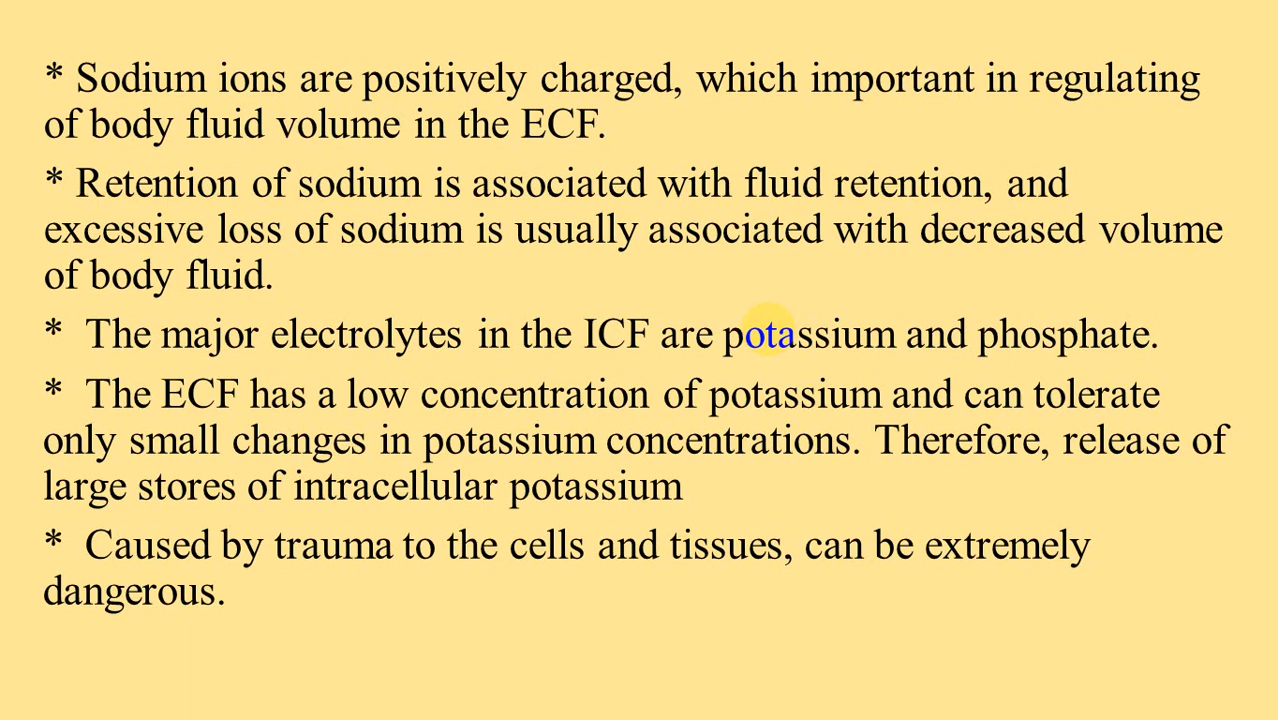 * Sodium ions are positively charged, which important in regulating
of body fluid volume in the ECF.
* Retention of sodium is associated with fluid retention, and
excessive loss of sodium is usually associated with decreased volume
of body fluid.
* The major electrolytes in the ICF are potassium and phosphate.
* The ECF has a low concentration of potassium and can tolerate
only small changes in potassium concentrations. Therefore, release of
large stores of intracellular potassium
* Caused by trauma to the cells and tissues, can be extremely
dangerous.